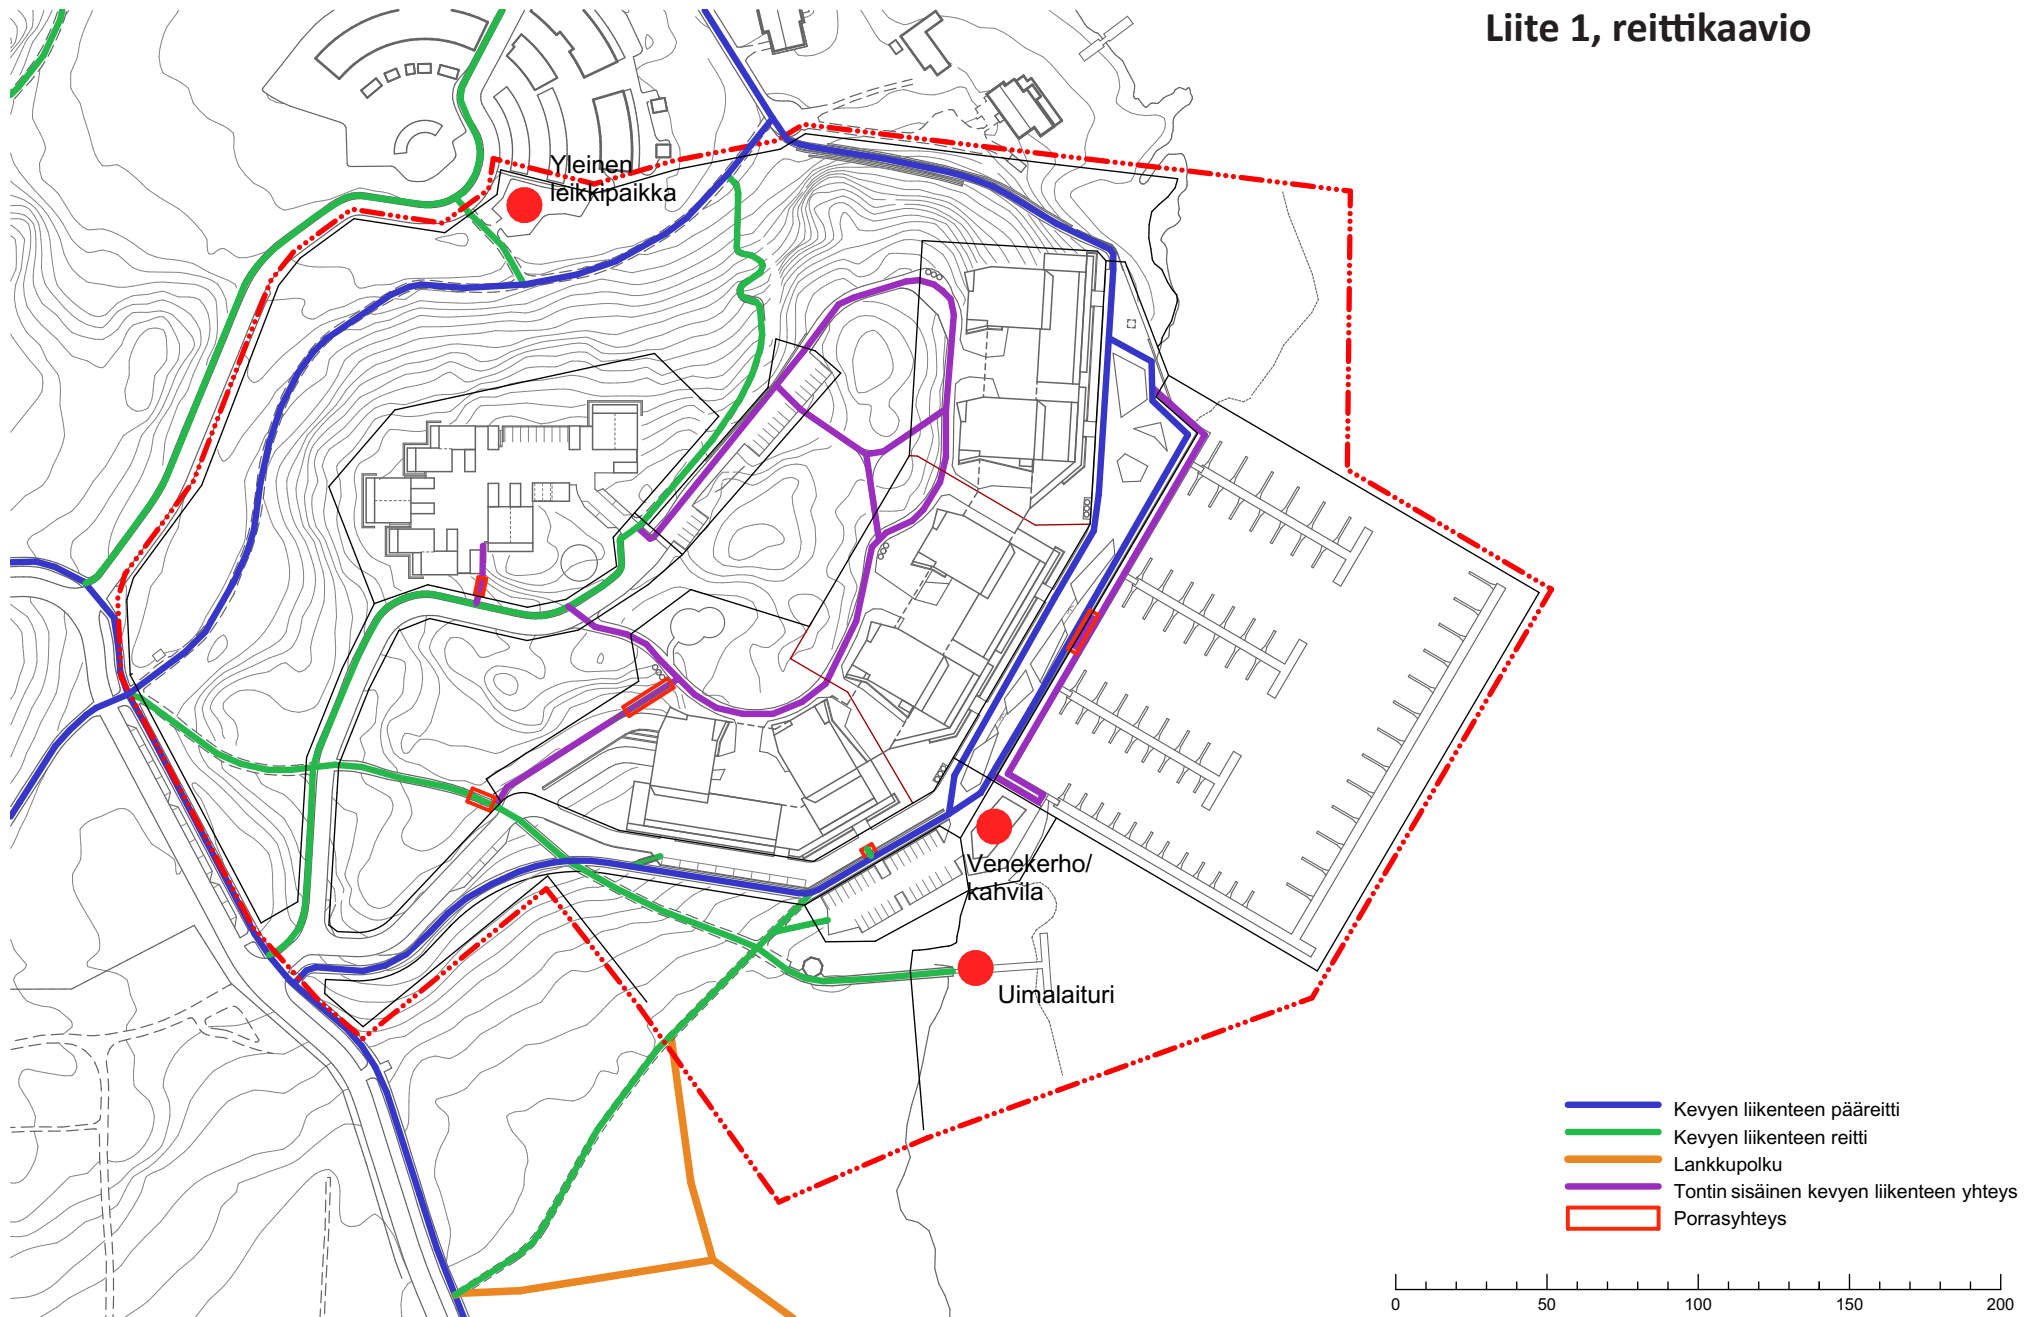 Liite 1, reittikaavio
Yleinen
leikkipaikka
Venekerho/
kahvila
Uimalaituri
Kevyen liikenteen pääreitti
Kevyen liikenteen reitti
Lankkupolku
Tontin sisäinen kevyen liikenteen yhteys
Porrasyhteys
0 50 100 150 200